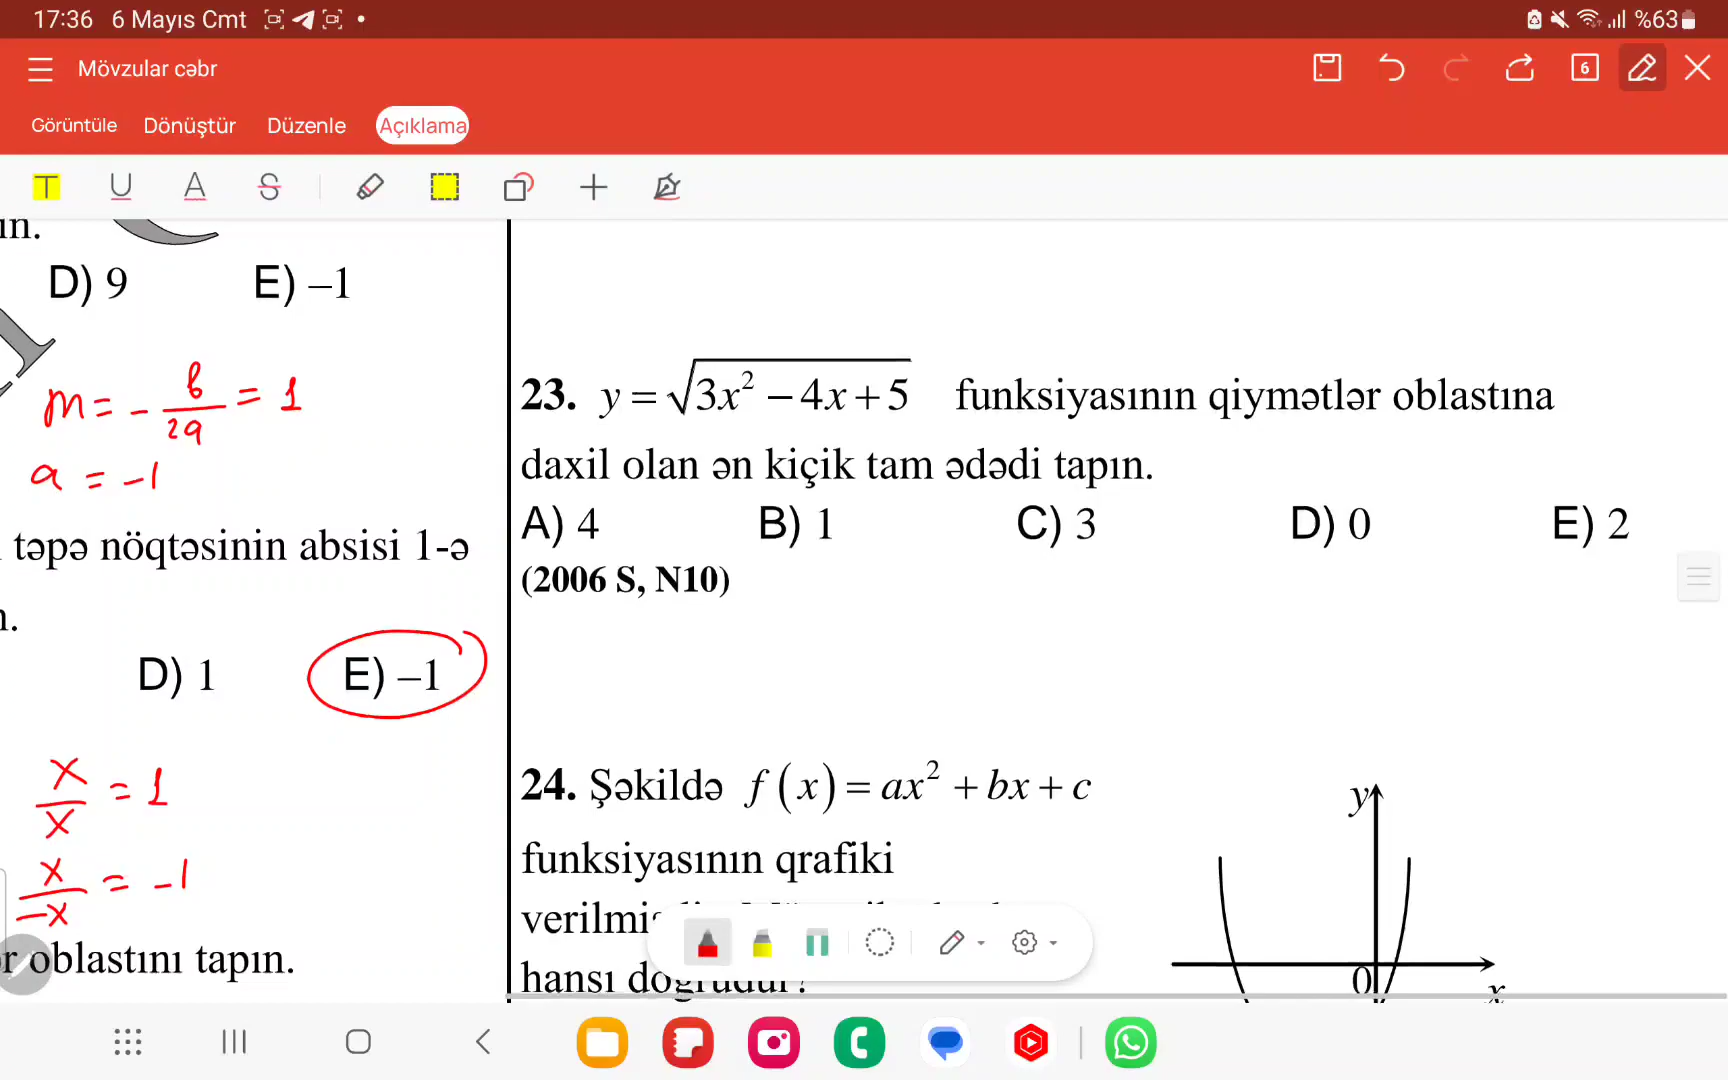 17:36 6 Mayıs Cmt
%63
Mövzular cəbr
6
Görüntüle Dönüştür Düzenle Açıklama
T U A S
ın.
D) 9 E) –1
m = - b/2a = 1
a = -1
təpə nöqtəsinin absisi 1-ə
D) 1 E) –1
x/x = 1
x/-x = -1
oblastını tapın.
23. y = √(3x² – 4x + 5) funksiyasının qiymətlər oblastına
daxil olan ən kiçik tam ədədi tapın.
A) 4 B) 1 C) 3 D) 0 E) 2
(2006 S, N10)
24. Şəkildə f(x) = ax² + bx + c
funksiyasının qrafiki
hansı doğrudur?
y
0
x